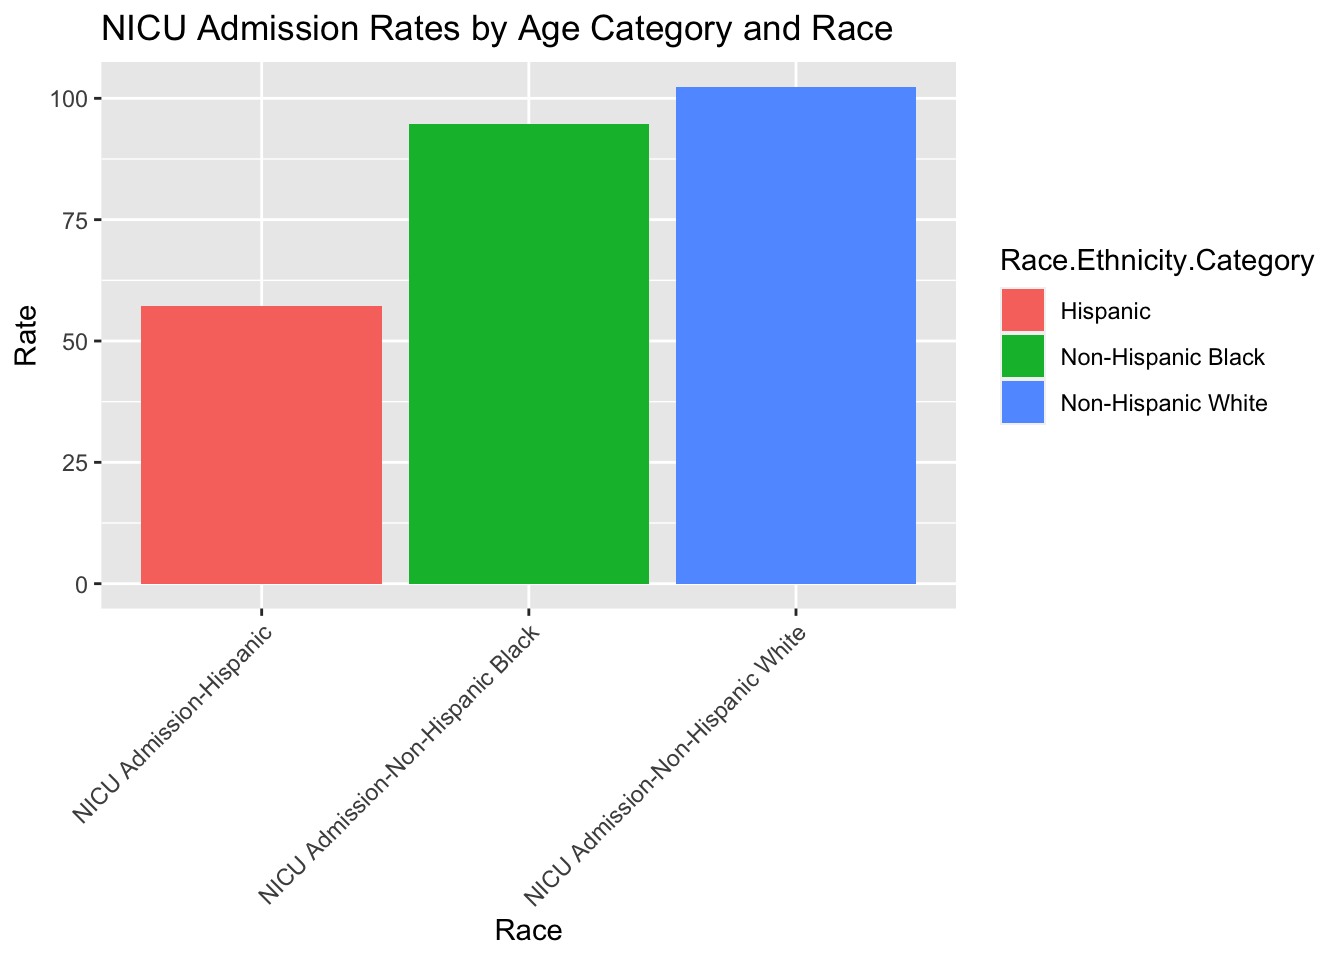 NICU Admission Rates by Age Category and Race
Rate
100
75
50
25
0
NICU Admission-Hispanic
NICU Admission-Non-Hispanic Black
NICU Admission-Non-Hispanic White
Race
Race.Ethnicity.Category
Hispanic
Non-Hispanic Black
Non-Hispanic White